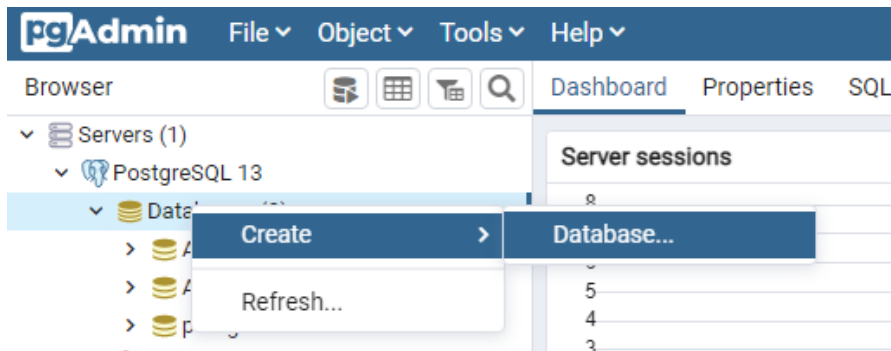 pgAdmin File Object Tools Help
Browser
Dashboard Properties SQL
Servers (1)
PostgreSQL 13
Server sessions
Create
Database...
Refresh...
5
4
3